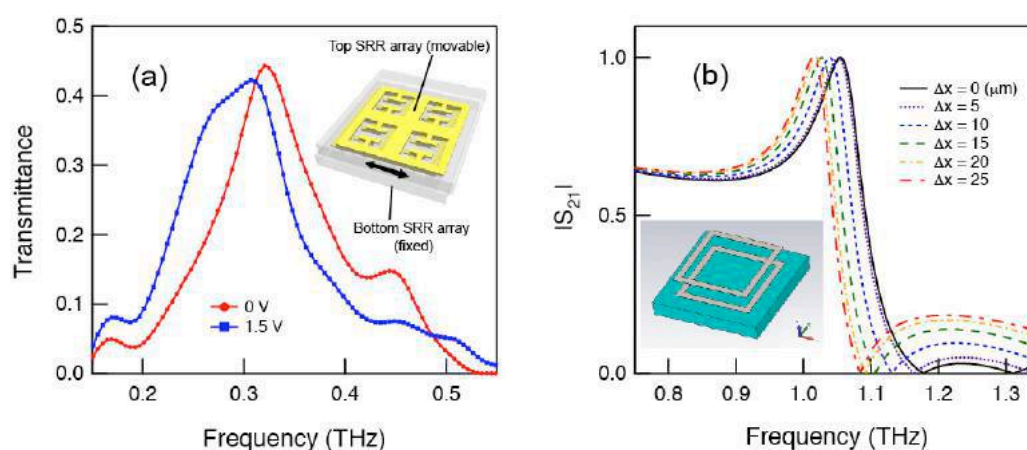 (a)
Top SRR array (movable)
Bottom SRR array
(fixed)
0 V
1.5 V
Transmittance
0.5
0.4
0.3
0.2
0.1
0.0
0.2 0.3 0.4 0.5
Frequency (THz)
(b)
Δx = 0 (μm)
Δx = 5
Δx = 10
Δx = 15
Δx = 20
Δx = 25
|S21|
1.0
0.5
0.0
0.8 0.9 1.0 1.1 1.2 1.3
Frequency (THz)